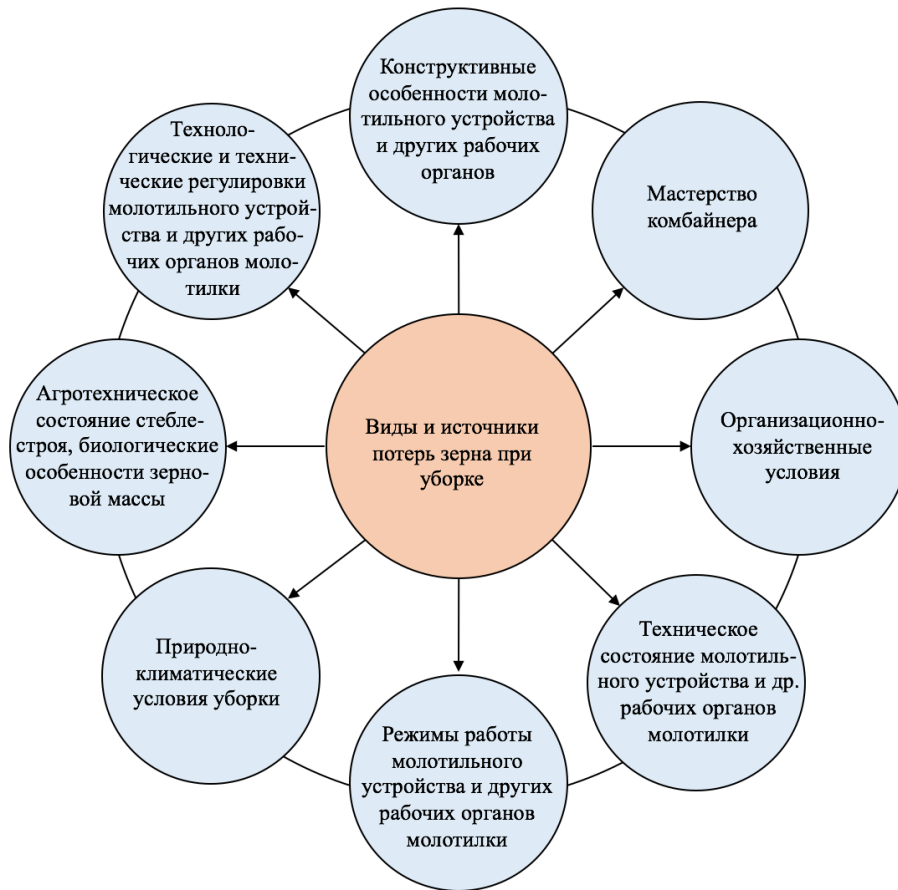 Конструктивные
особенности моло-
тильного устройства
и других рабочих
органов
Мастерство
комбайнера
Организационно-
хозяйственные
условия
Техническое
состояние молотиль-
ного устройства и др.
рабочих органов
молотилки
Режимы работы
молотильного
устройства и других
рабочих органов
молотилки
Природно-
климатические
условия уборки
Агротехническое
состояние стебле-
строя, биологические
особенности зерно-
вой массы
Техноло-
гические и техни-
ческие регулировки
молотильного устрой-
ства и других рабо-
чих органов моло-
тилки
Виды и источники
потерь зерна при
уборке